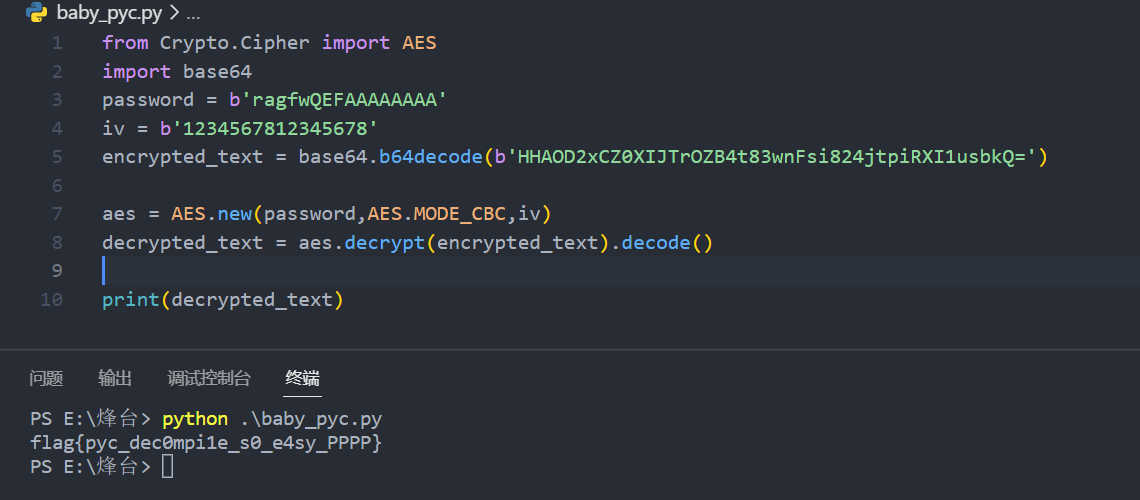 baby_pyc.py > ...
1 from Crypto.Cipher import AES
2 import base64
3 password = b'ragfwQEFAAAAAAAA'
4 iv = b'1234567812345678'
5 encrypted_text = base64.b64decode(b'HHAOD2xCZ0XIJTrOZB4t83wnFsi824jtpiRXI1usbkQ=')
6
7 aes = AES.new(password,AES.MODE_CBC,iv)
8 decrypted_text = aes.decrypt(encrypted_text).decode()
9
10 print(decrypted_text)
问题 输出 调试控制台 终端
PS E:\烽台> python .\baby_pyc.py
flag{pyc_dec0mpi1e_s0_e4sy_PPPP}
PS E:\烽台>